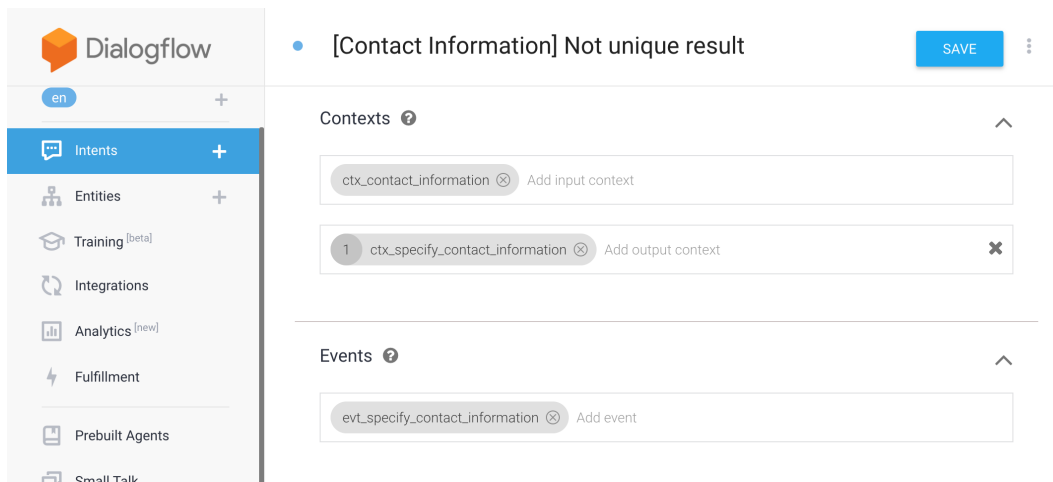 Dialogflow
[Contact Information] Not unique result
SAVE
en
Contexts
Intents
ctx_contact_information Add input context
Entities
Training [beta]
1 ctx_specify_contact_information Add output context
Integrations
Analytics [new]
Events
Fulfillment
evt_specify_contact_information Add event
Prebuilt Agents
Small Talk